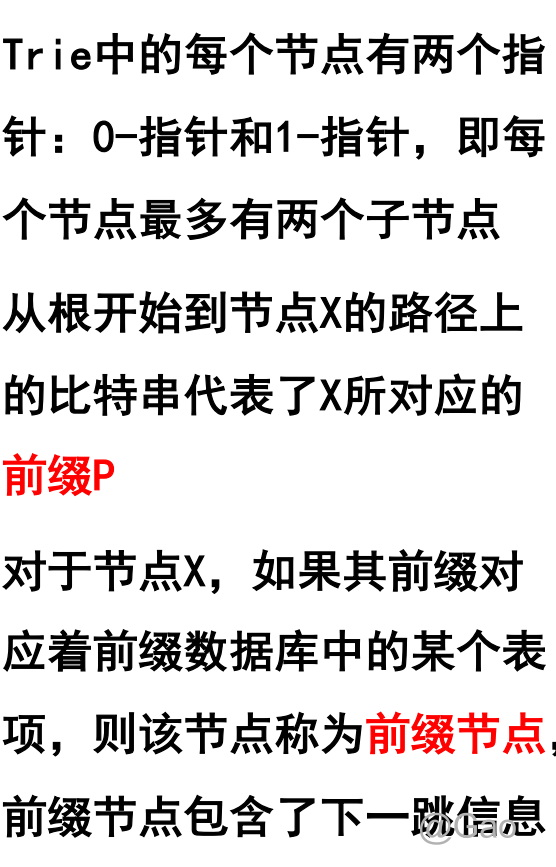 Trie中的每个节点有两个指
针：0-指针和1-指针，即每
个节点最多有两个子节点
从根开始到节点X的路径上
的比特串代表了X所对应的
前缀P
对于节点X，如果其前缀对
应着前缀数据库中的某个表
项，则该节点称为前缀节点，
前缀节点包含了下一跳信息
@Gao